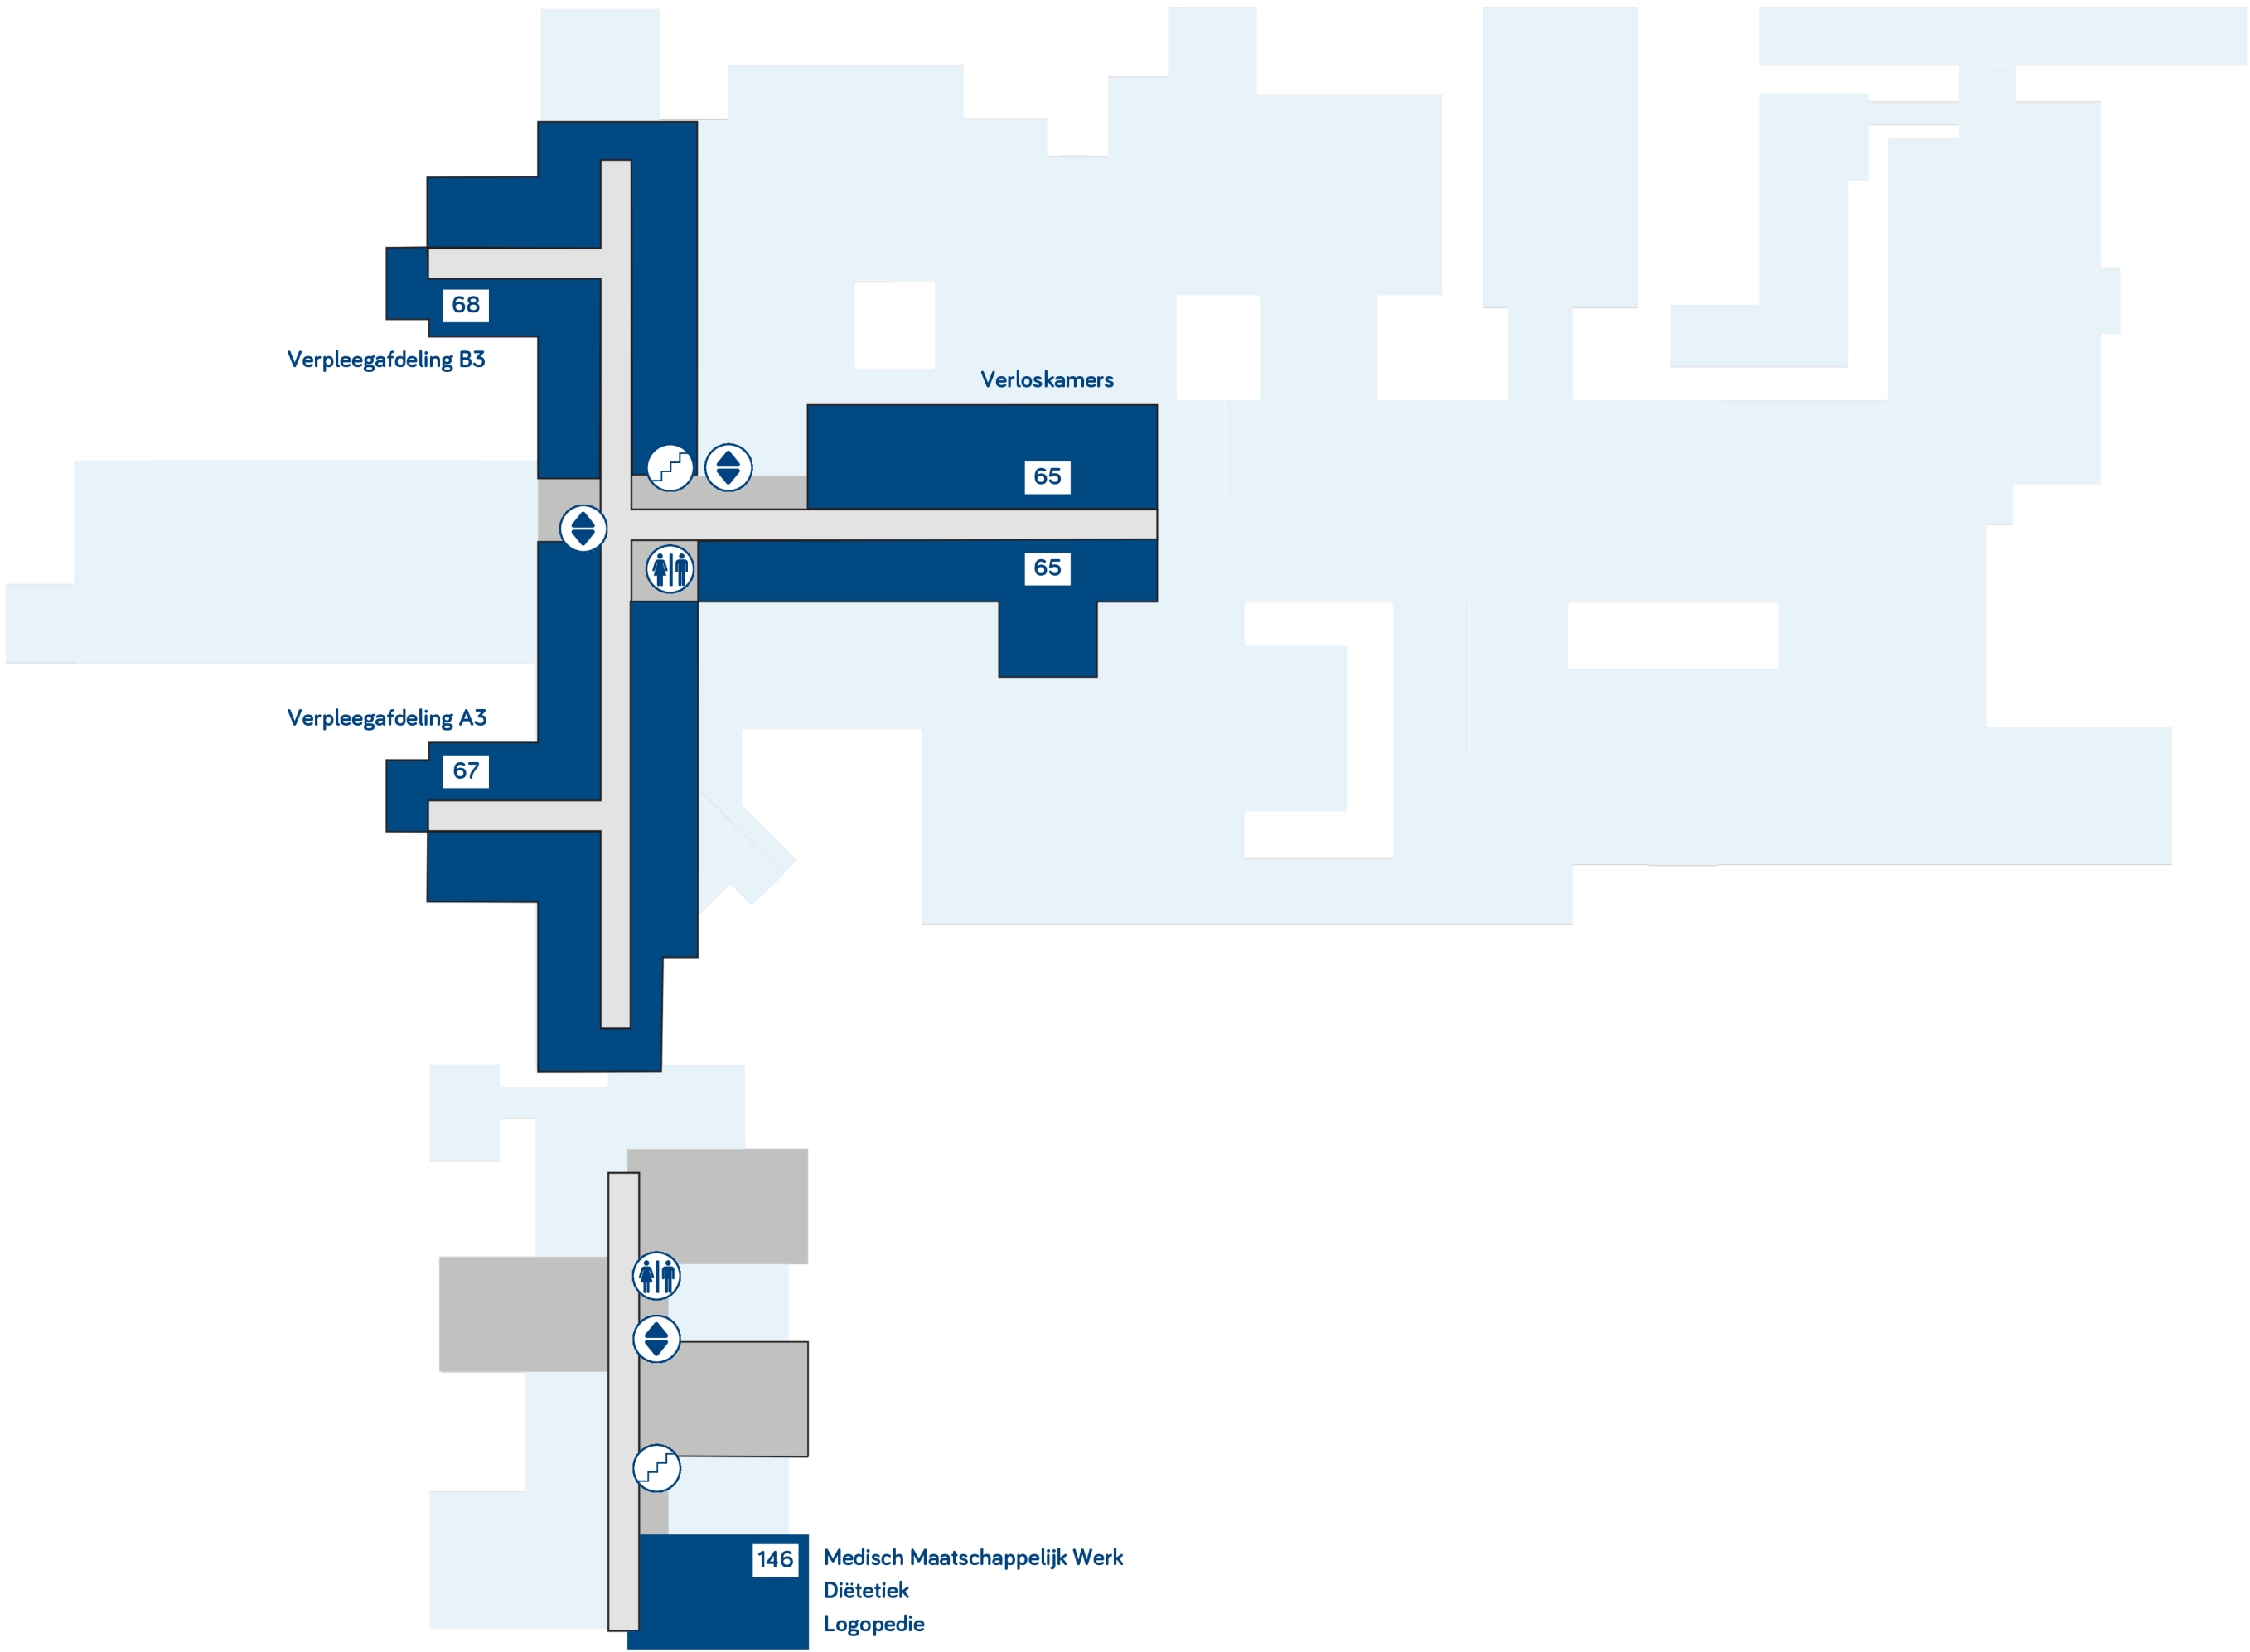 68
Verpleegafdeling B3
Verloskamers
65
65
Verpleegafdeling A3
67
146
Medisch Maatschappelijk Werk
Diëtetiek
Logopedie